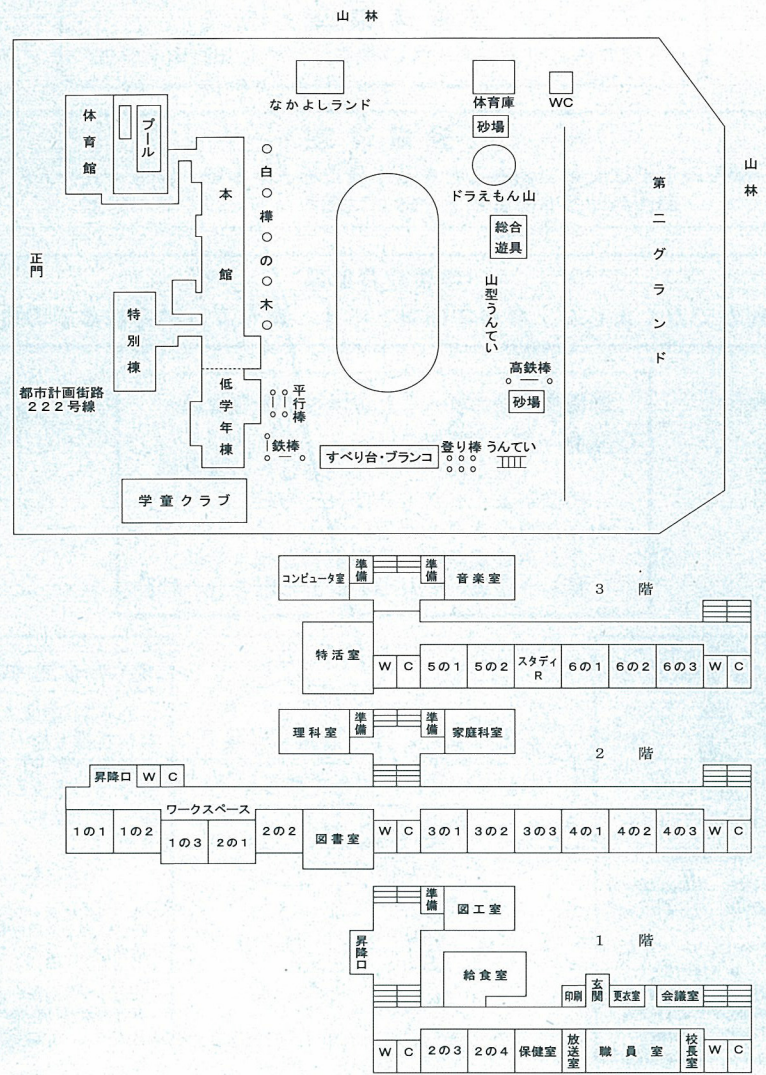 山林
なかよしランド
体育庫
WC
体育館
プール
砂場
ドラえもん山
本館
白樺の木
総合
遊具
山型うんてい
第二グランド
山林
正門
特別棟
都市計画街路
222号線
低学年棟
平行棒
鉄棒
高鉄棒
砂場
すべり台・ブランコ
登り棒
うんてい
学童クラブ
3 階
コンピュータ室
準備
準備
音楽室
特活室
W C
5の1
5の2
スタディ
R
6の1
6の2
6の3
W C
2 階
理科室
準備
準備
家庭科室
昇降口
W C
ワークスペース
1の1
1の2
1の3
2の1
2の2
図書室
W C
3の1
3の2
3の3
4の1
4の2
4の3
W C
1 階
準備
図工室
昇降口
給食室
印刷
玄関
更衣室
会議室
W C
2の3
2の4
保健室
放送室
職員室
校長室
W C